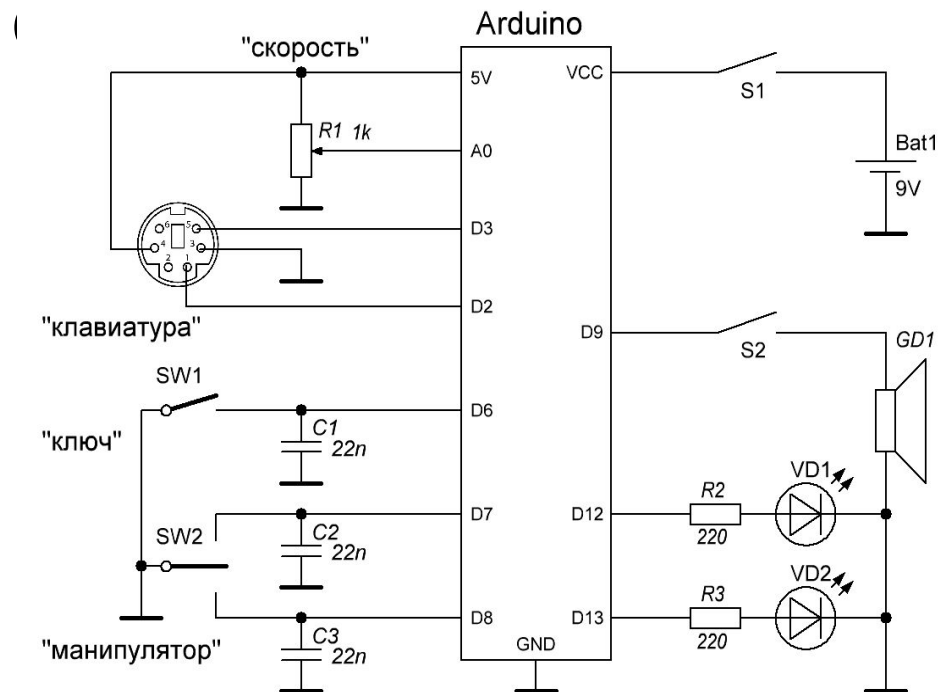 Arduino
"скорость"
5V
VCC
S1
R1 1k
A0
Bat1
9V
D3
6
5
4
3
2
1
D2
"клавиатура"
D9
S2
GD1
SW1
D6
"ключ"
C1
22n
VD1
R2
D7
D12
SW2
C2
22n
220
VD2
R3
D8
D13
"манипулятор"
C3
22n
GND
220